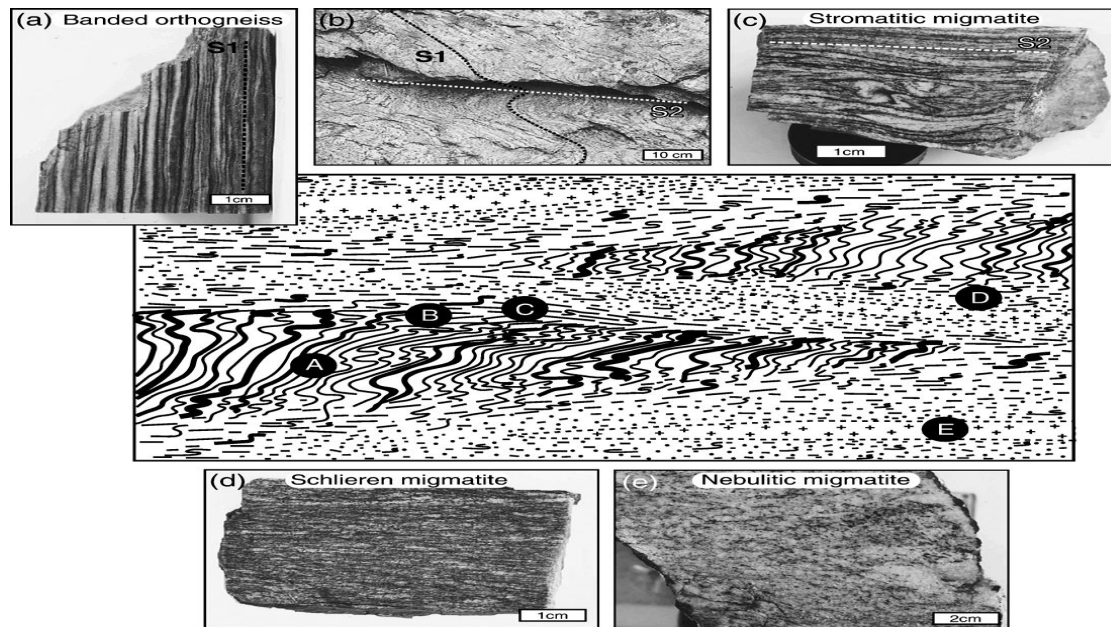 (a) Banded orthogneiss
S1
1cm
(b)
S1
S2
10 cm
(c) Stromatitic migmatite
S2
1cm
A
B
C
D
E
(d) Schlieren migmatite
1cm
(e) Nebulitic migmatite
2cm